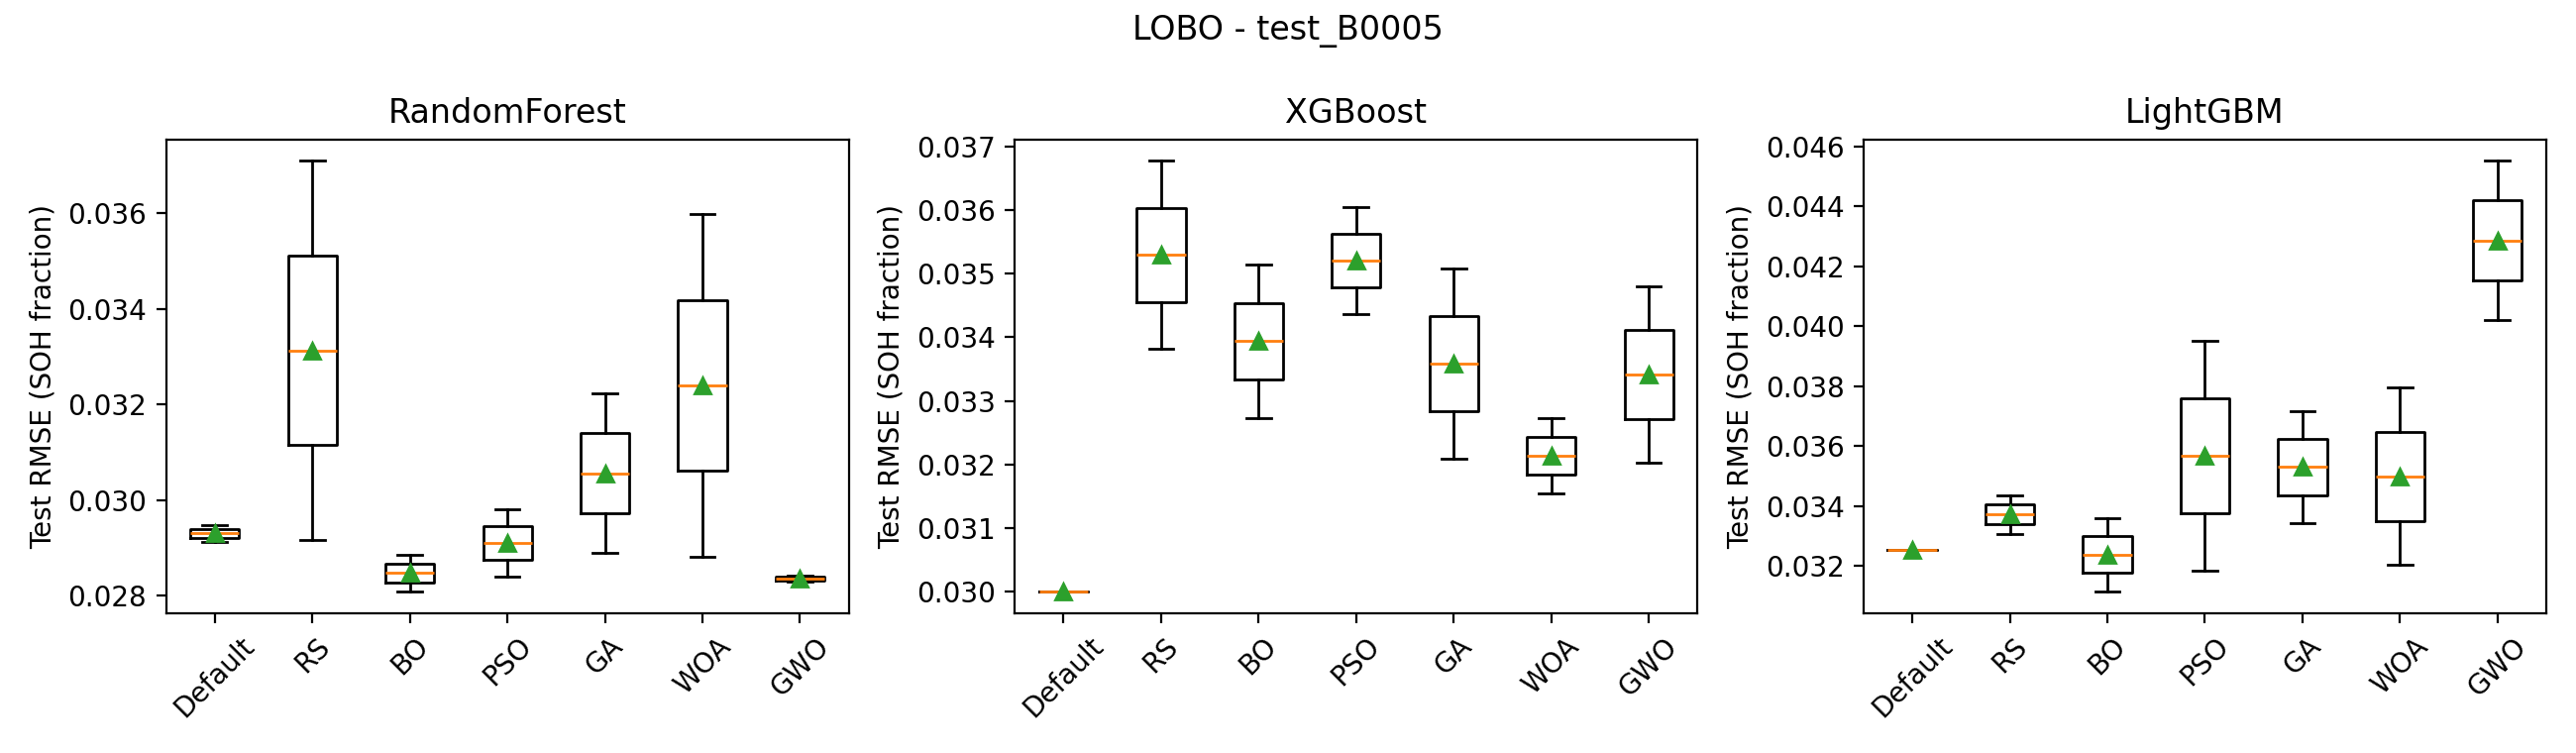 LOBO - test_B0005
RandomForest
Test RMSE (SOH fraction)
0.036
0.034
0.032
0.030
0.028
Default
RS
BO
PSO
GA
WOA
GWO
XGBoost
Test RMSE (SOH fraction)
0.037
0.036
0.035
0.034
0.033
0.032
0.031
0.030
Default
RS
BO
PSO
GA
WOA
GWO
LightGBM
Test RMSE (SOH fraction)
0.046
0.044
0.042
0.040
0.038
0.036
0.034
0.032
Default
RS
BO
PSO
GA
WOA
GWO